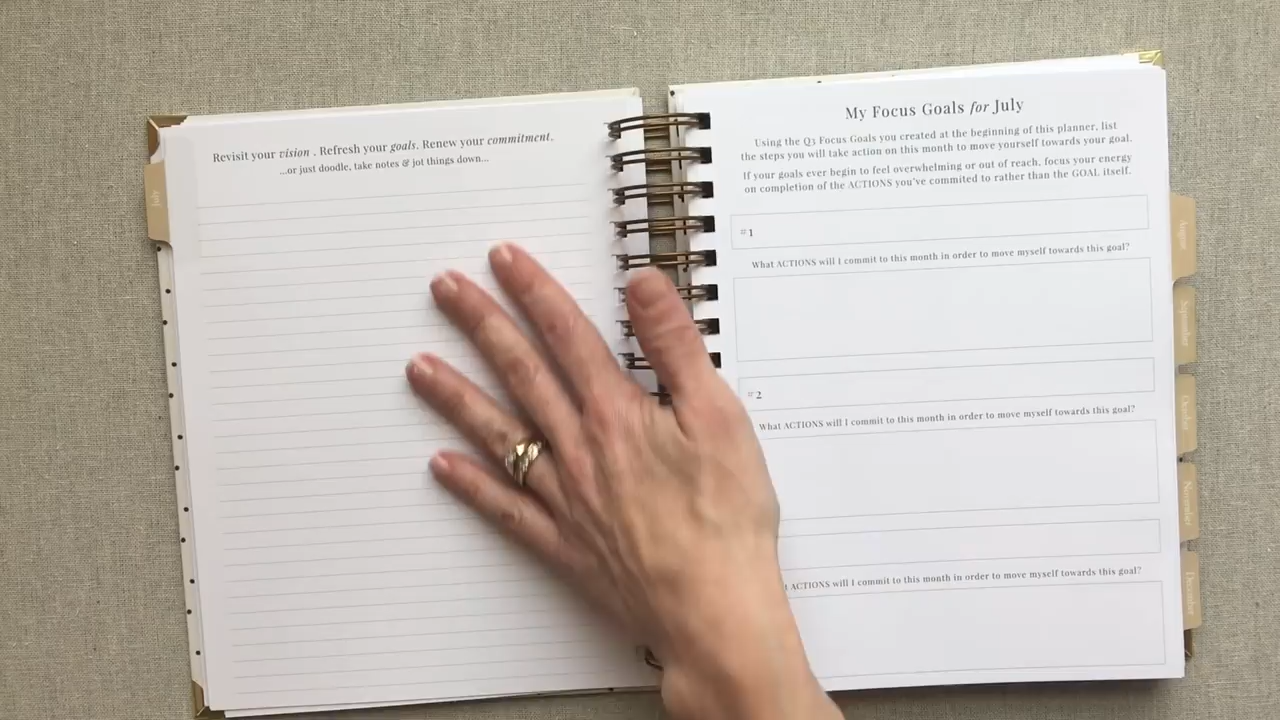 Revisit your vision . Refresh your goals. Renew your commitment.
...or just doodle, take notes & jot things down...
July
My Focus Goals for July
Using the Q3 Focus Goals you created at the beginning of this planner, list
the steps you will take action on this month to move yourself towards your goal.
If your goals ever begin to feel overwhelming or out of reach, focus your energy
on completion of the ACTIONS you've commited to rather than the GOAL itself.
#1
What ACTIONS will I commit to this month in order to move myself towards this goal?
#2
What ACTIONS will I commit to this month in order to move myself towards this goal?
ACTIONS will I commit to this month in order to move myself towards this goal?
August
September
October
November
December